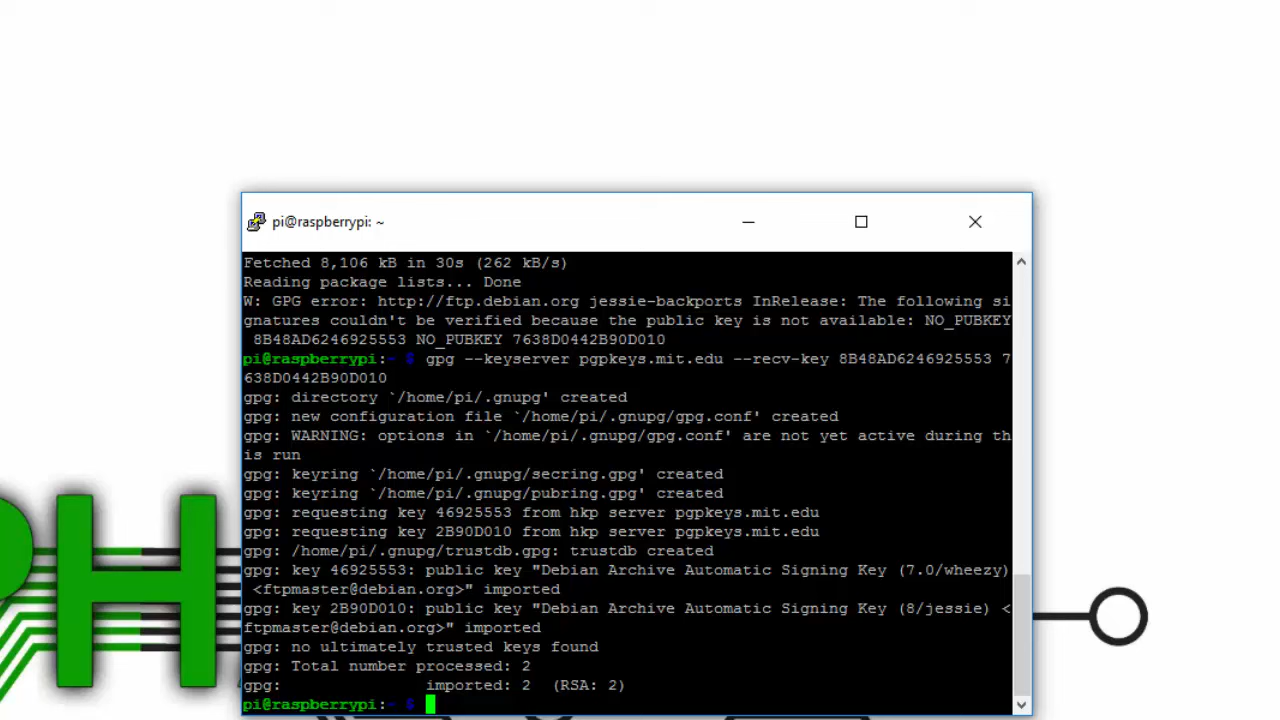 pi@raspberrypi: ~
Fetched 8,106 kB in 30s (262 kB/s)
Reading package lists... Done
W: GPG error: http://ftp.debian.org jessie-backports InRelease: The following si
gnatures couldn't be verified because the public key is not available: NO_PUBKEY
 8B48AD6246925553 NO_PUBKEY 7638D0442B90D010
pi@raspberrypi:~ $ gpg --keyserver pgpkeys.mit.edu --recv-key 8B48AD6246925553 7
638D0442B90D010
gpg: directory `/home/pi/.gnupg' created
gpg: new configuration file `/home/pi/.gnupg/gpg.conf' created
gpg: WARNING: options in `/home/pi/.gnupg/gpg.conf' are not yet active during th
is run
gpg: keyring `/home/pi/.gnupg/secring.gpg' created
gpg: keyring `/home/pi/.gnupg/pubring.gpg' created
gpg: requesting key 46925553 from hkp server pgpkeys.mit.edu
gpg: requesting key 2B90D010 from hkp server pgpkeys.mit.edu
gpg: /home/pi/.gnupg/trustdb.gpg: trustdb created
gpg: key 46925553: public key "Debian Archive Automatic Signing Key (7.0/wheezy)
 <ftpmaster@debian.org>" imported
gpg: key 2B90D010: public key "Debian Archive Automatic Signing Key (8/jessie) <
ftpmaster@debian.org>" imported
gpg: no ultimately trusted keys found
gpg: Total number processed: 2
gpg:               imported: 2  (RSA: 2)
pi@raspberrypi:~ $
H